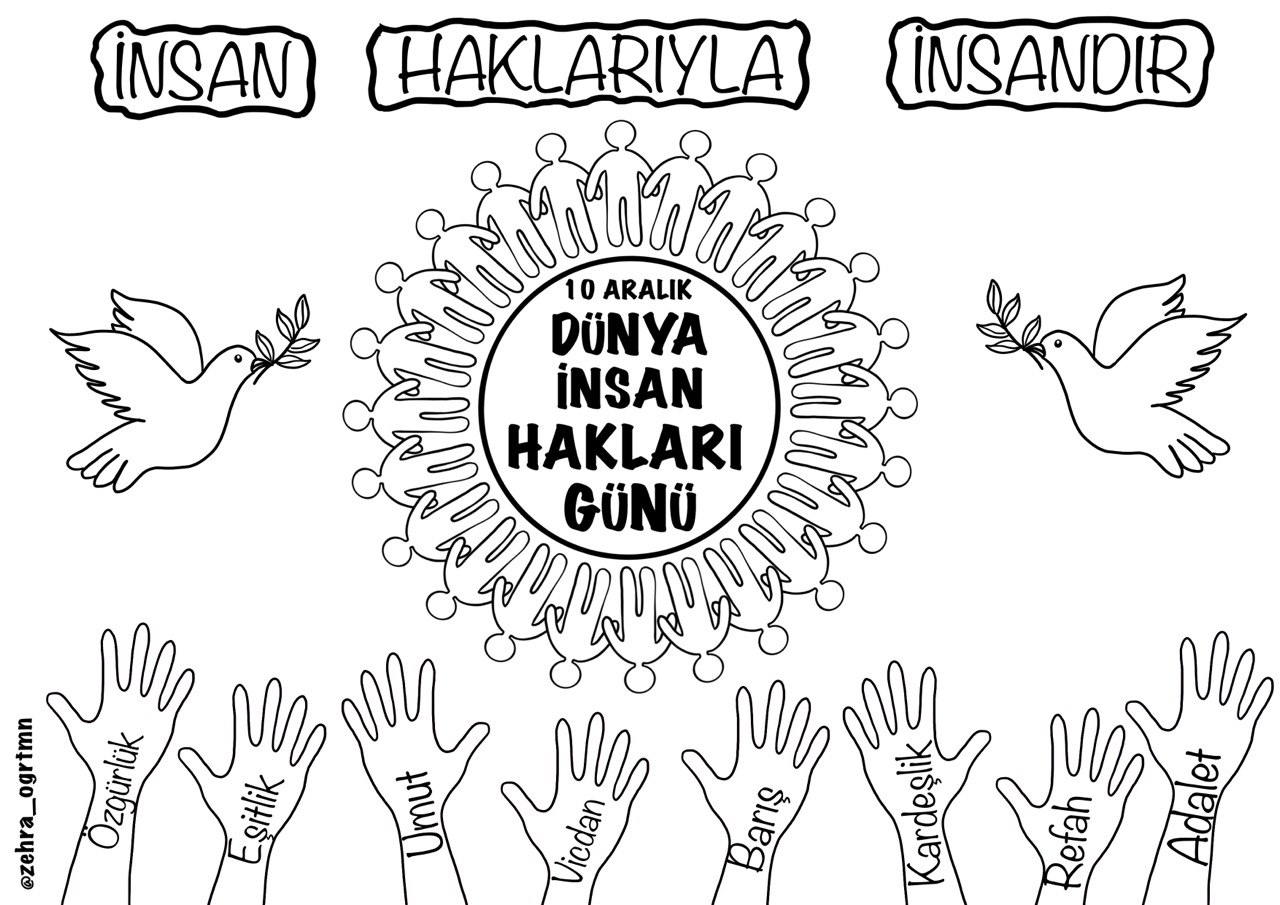 İNSAN HAKLARIYLA İNSANDIR
10 ARALIK
DÜNYA
İNSAN
HAKLARI
GÜNÜ
Özgürlük
Eşitlik
Umut
Vicdan
Barış
Kardeşlik
Refah
Adalet
@zehra_ogrtmn